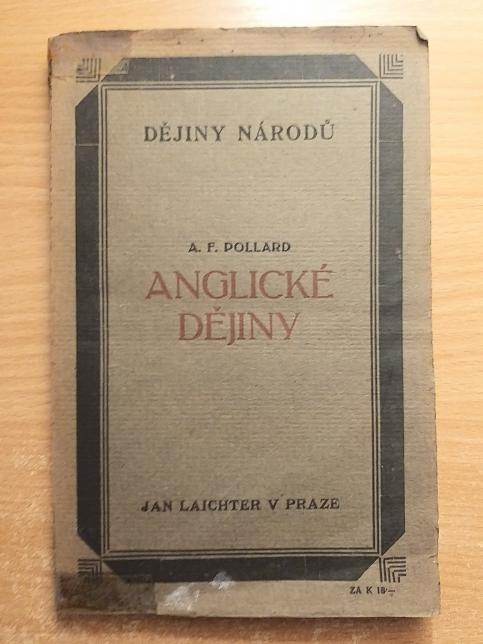 DĚJINY NÁRODŮ
A. F. POLLARD
ANGLICKÉ
DĚJINY
JAN LAICHTER V PRAZE
ZA K 18·—